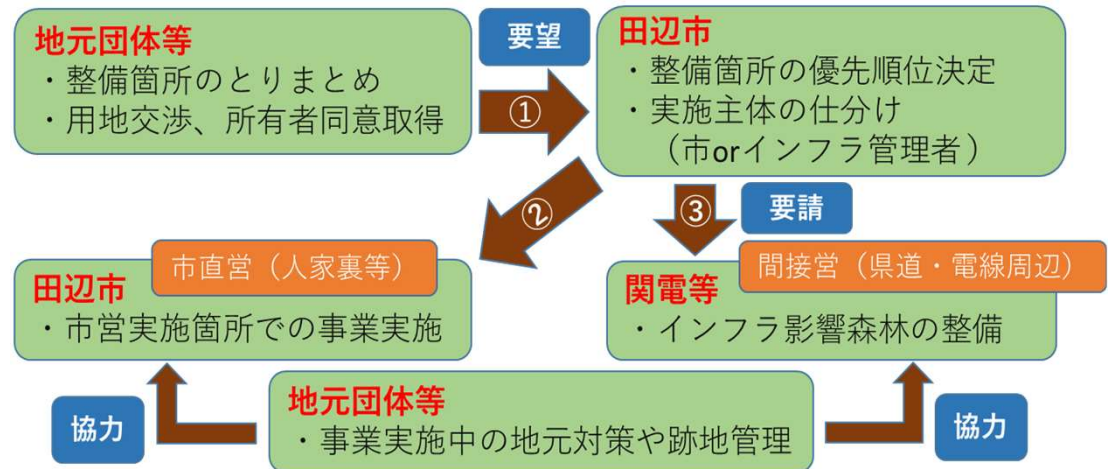 地元団体等
・整備箇所のとりまとめ
・用地交渉、所有者同意取得
要望
①
田辺市
・整備箇所の優先順位決定
・実施主体の仕分け
（市orインフラ管理者）
②
③
要請
市直営（人家裏等）
田辺市
・市営実施箇所での事業実施
間接営（県道・電線周辺）
関電等
・インフラ影響森林の整備
協力
地元団体等
・事業実施中の地元対策や跡地管理
協力